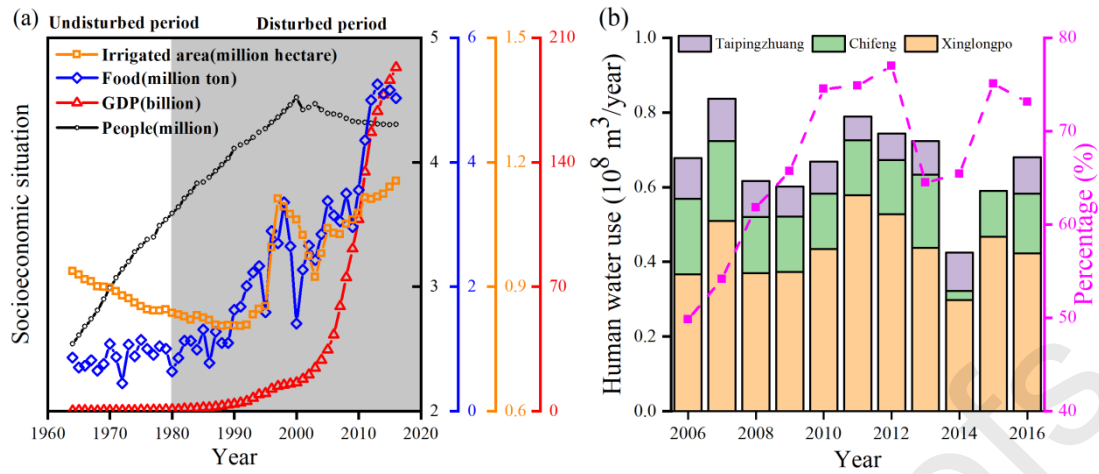 (a)
Undisturbed period
Disturbed period
Irrigated area(million hectare)
Food(million ton)
GDP(billion)
People(million)
Socioeconomic situation
5
4
3
2
6
4
2
0
1.5
1.2
0.9
0.6
210
140
70
0
1960 1970 1980 1990 2000 2010 2020
Year
(b)
Taipingzhuang
Chifeng
Xinglongpo
Human water use (10⁸ m³/year)
1.0
0.8
0.6
0.4
0.2
0.0
80
70
60
50
40
Percentage (%)
2006 2008 2010 2012 2014 2016
Year
ofs